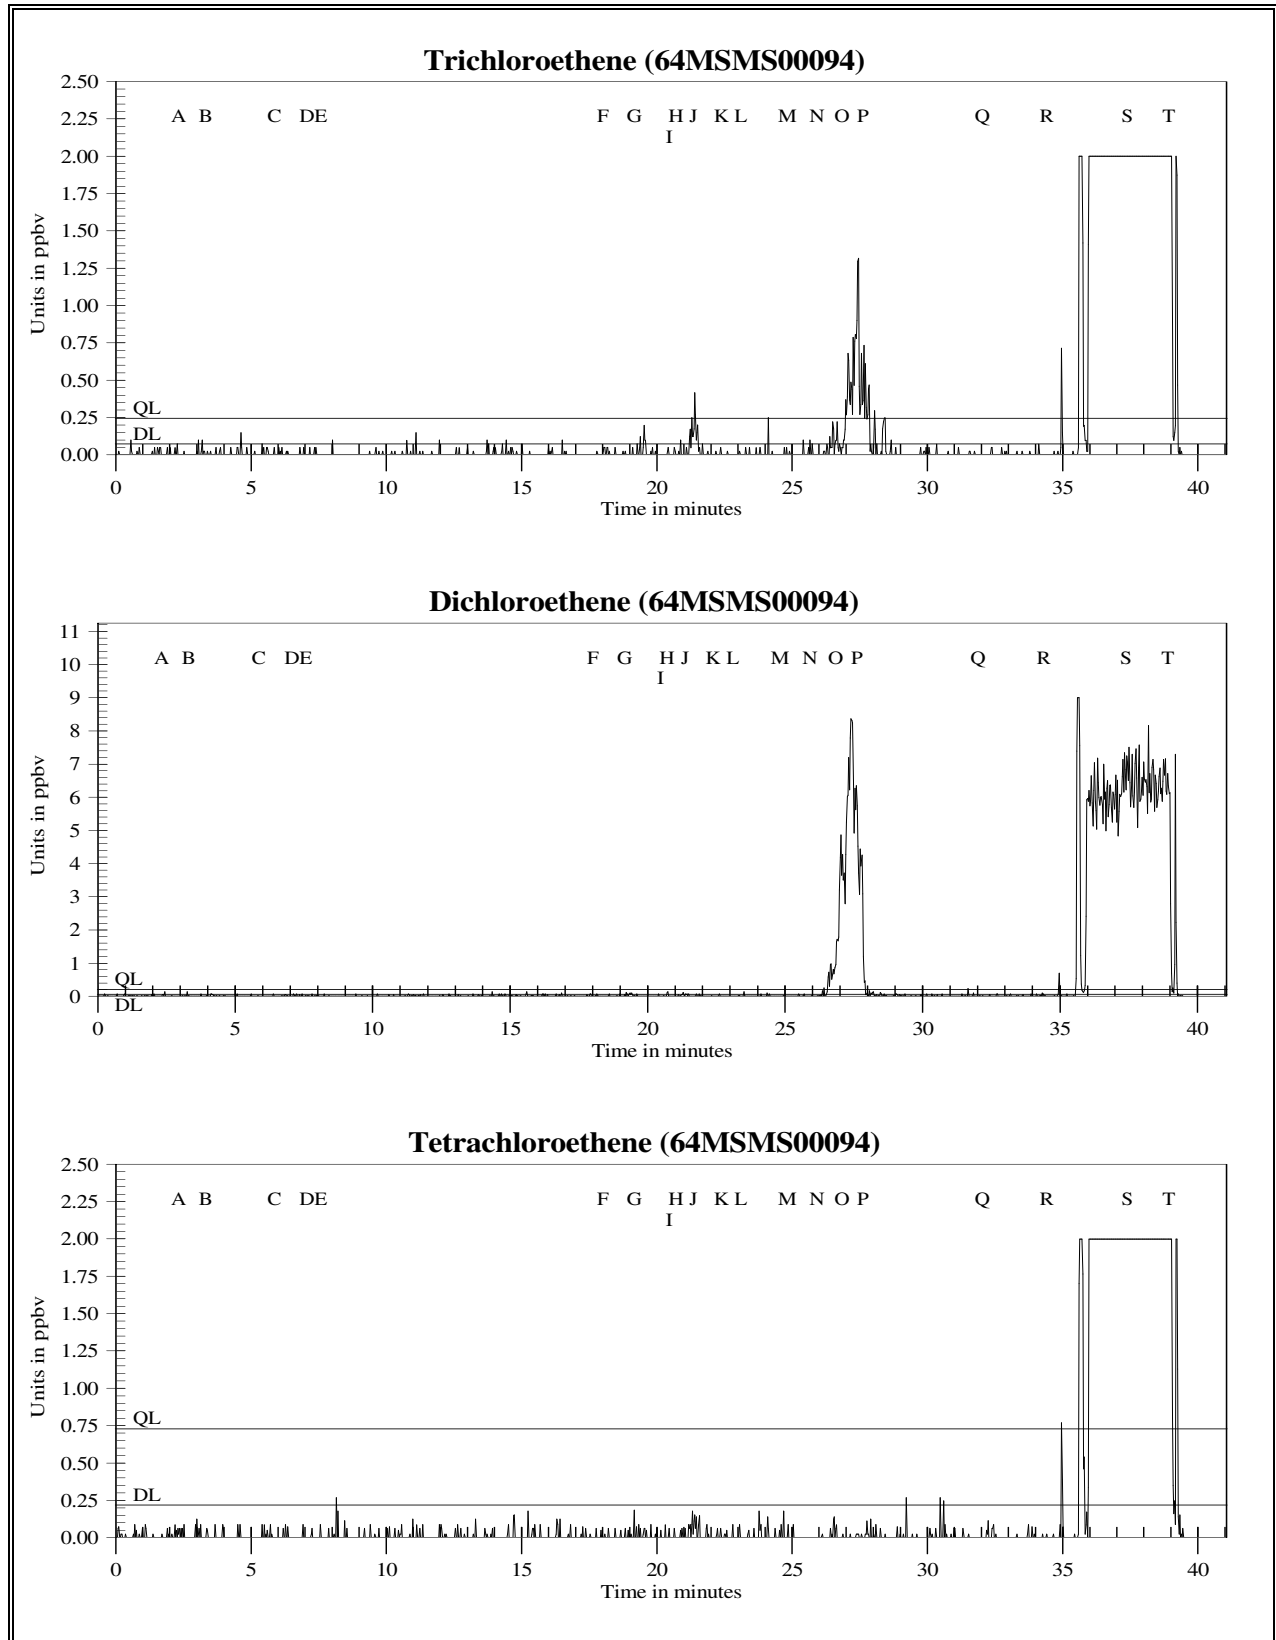 Trichloroethene (64MSMS00094)
2.50
2.25
A B C DE F G H J K L M N O P Q R S T
I
2.00
1.75
1.50
1.25
1.00
0.75
0.50
QL
0.25
DL
0.00
0 5 10 15 20 25 30 35 40
Time in minutes
Units in ppbv
Dichloroethene (64MSMS00094)
11
10
A B C DE F G H J K L M N O P Q R S T
I
9
8
7
6
5
4
3
2
1
QL
0
DL
0 5 10 15 20 25 30 35 40
Time in minutes
Units in ppbv
Tetrachloroethene (64MSMS00094)
2.50
2.25
A B C DE F G H J K L M N O P Q R S T
I
2.00
1.75
1.50
1.25
1.00
0.75
QL
0.50
0.25
DL
0.00
0 5 10 15 20 25 30 35 40
Time in minutes
Units in ppbv